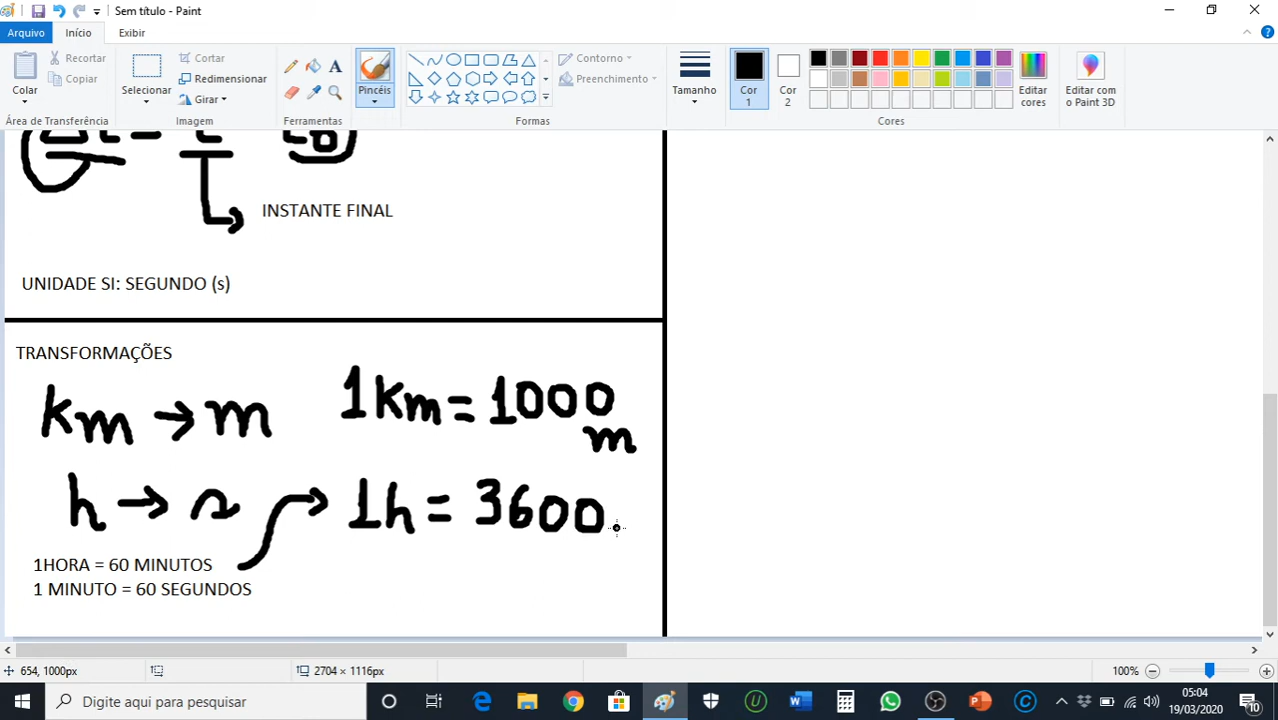 Sem título - Paint
Arquivo Início Exibir
Colar
Recortar
Copiar
Área de Transferência
Selecionar
Cortar
Redimensionar
Girar
Imagem
A
Ferramentas
Pincéis
Contorno
Preenchimento
Formas
Tamanho
Cor 1
Cor 2
Editar cores
Editar com o Paint 3D
Cores
INSTANTE FINAL
UNIDADE SI: SEGUNDO (s)
TRANSFORMAÇÕES
km → m 1km = 1000
m
h → s 1h = 3600
1HORA = 60 MINUTOS
1 MINUTO = 60 SEGUNDOS
654, 1000px 2704 × 1116px 100%
Digite aqui para pesquisar
05:04
19/03/2020
10